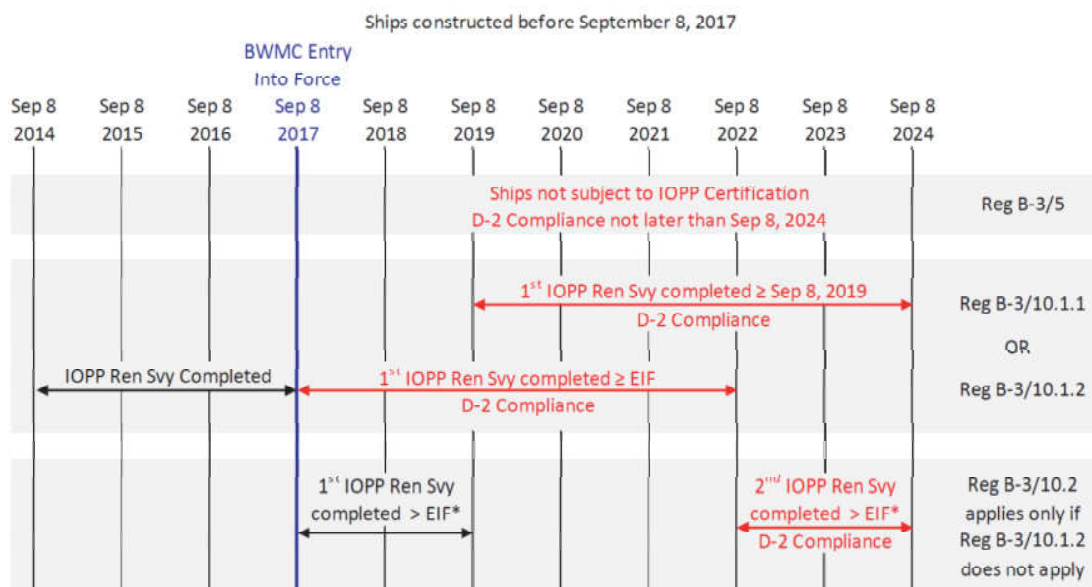 Ships constructed before September 8, 2017
BWMC Entry
Into Force
Sep 8 Sep 8 Sep 8 Sep 8 Sep 8 Sep 8 Sep 8 Sep 8 Sep 8 Sep 8 Sep 8
2014 2015 2016 2017 2018 2019 2020 2021 2022 2023 2024
Ships not subject to IOPP Certification
D-2 Compliance not later than Sep 8, 2024
Reg B-3/5
1st IOPP Ren Svy completed ≥ Sep 8, 2019
D-2 Compliance
Reg B-3/10.1.1
OR
IOPP Ren Svy Completed
1st IOPP Ren Svy completed ≥ EIF
D-2 Compliance
Reg B-3/10.1.2
1st IOPP Ren Svy
completed > EIF*
2nd IOPP Ren Svy
completed > EIF*
D-2 Compliance
Reg B-3/10.2
applies only if
Reg B-3/10.1.2
does not apply